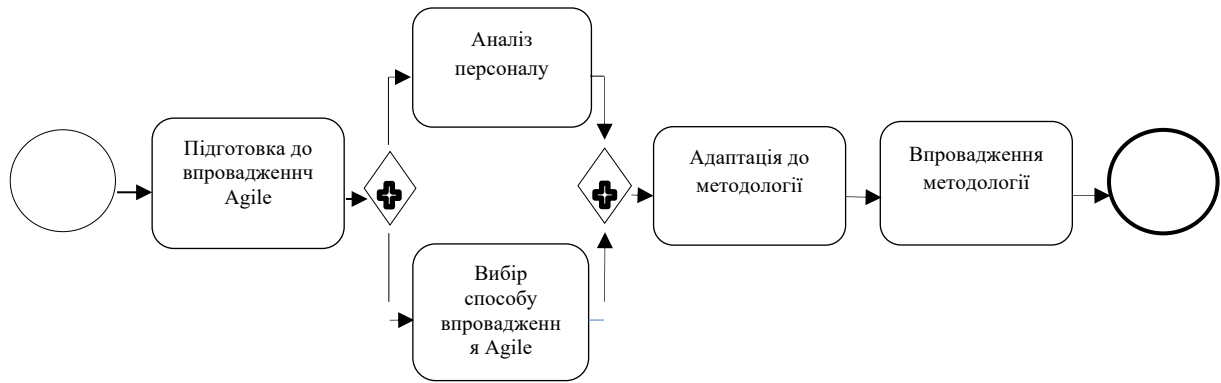 Аналіз
персоналу
Підготовка до
впровадженнч
Agile
Адаптація до
методології
Впровадження
методології
Вибір
способу
впровадженн
я Agile